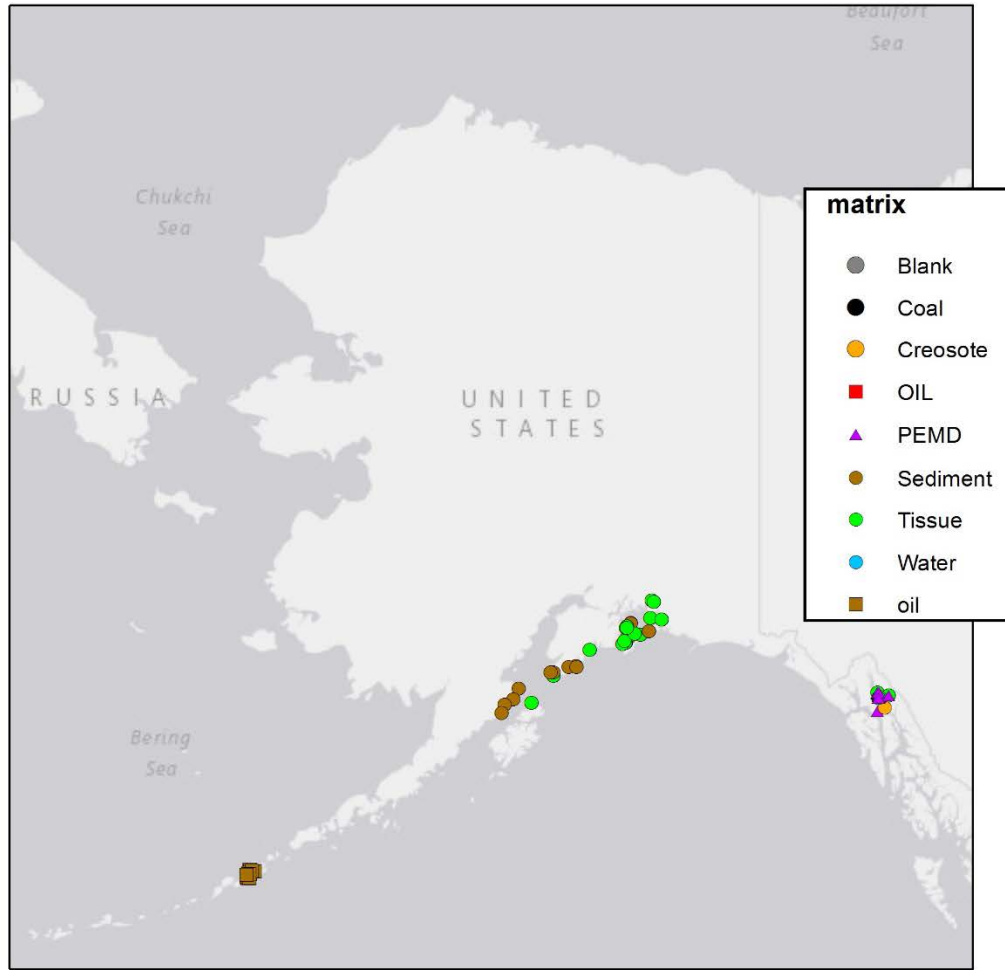 Beaufort
Sea
Chukchi
Sea
RUSSIA
UNITED
STATES
Bering
Sea
matrix
Blank
Coal
Creosote
OIL
PEMD
Sediment
Tissue
Water
oil